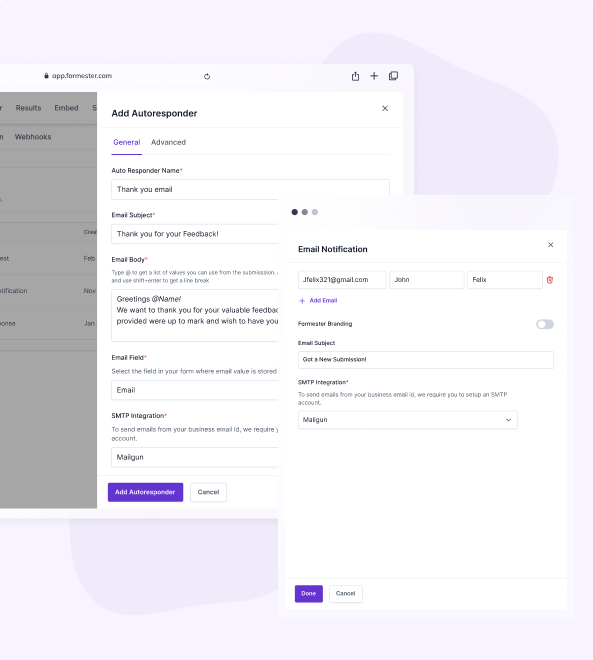 app.formester.com
Results Embed
Webhooks
Add Autoresponder
General Advanced
Auto Responder Name*
Thank you email
Email Subject*
Thank you for your Feedback!
Email Body*
Type @ to get a list of values you can use from the submission.
and use shift+enter to get a line break
Greetings @Name!
We want to thank you for your valuable feedbac
provided were up to mark and wish to have you
Email Field*
Select the field in your form where email value is stored
Email
SMTP Integration*
To send emails from your business email id, we require y
account.
Mailgun
Add Autoresponder Cancel
Creat
est Feb
tification Nov
onse Jan
Email Notification
Jfelix321@gmail.com John Felix
+ Add Email
Formester Branding
Email Subject
Got a New Submission!
SMTP Integration*
To send emails from your business email id, we require you to setup an SMTP
account.
Mailgun
Done Cancel